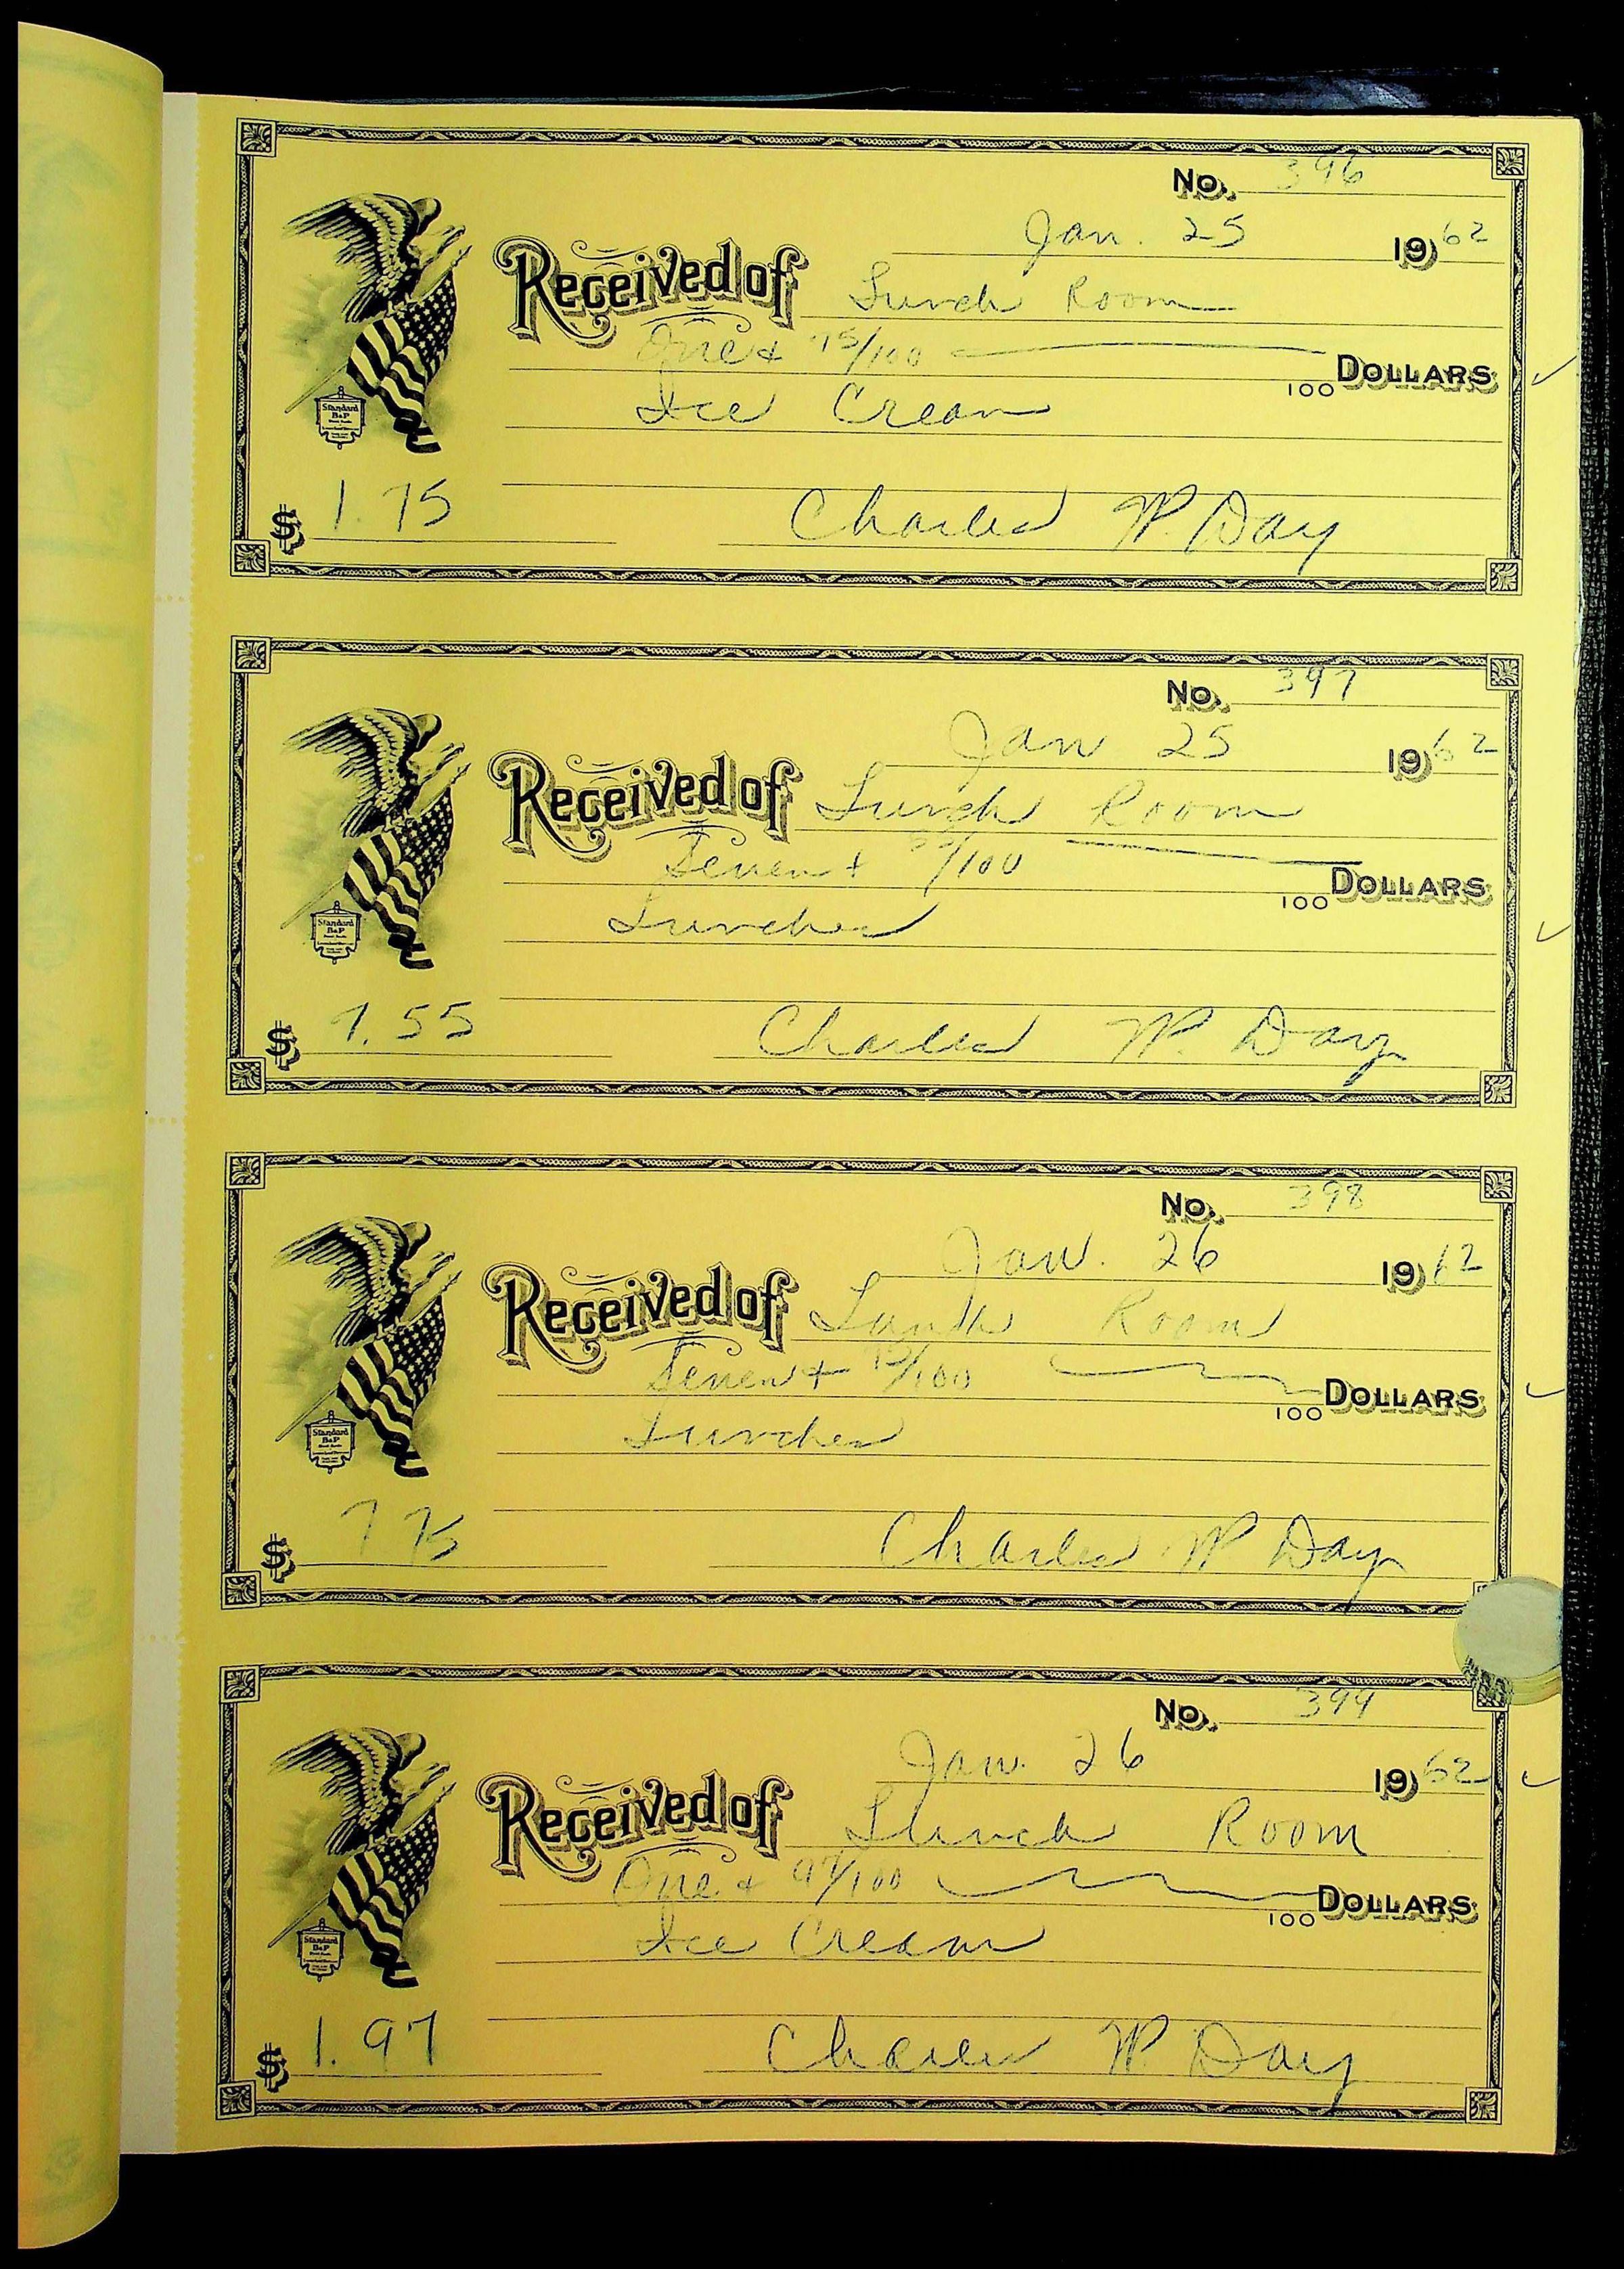 No. 396
Jan. 25 1962
Received of Lunch Room
One & 75/100 100 DOLLARS
Ice Cream
Standard
B&P
$ 1.75 Charles W. Day
No. 397
Jan 25 1962
Received of Lunch Room
Seven + 55/100 100 DOLLARS
Lunches
Standard
B&P
$ 7.55 Charles W. Day
No. 398
Jan. 26 1962
Received of Lunch Room
Seven + 75/100 100 DOLLARS
Lunches
Standard
B&P
$ 7 75 Charles W Day
No. 399
Jan. 26 1962
Received of Lunch Room
One & 97/100 100 DOLLARS
Ice Cream
Standard
B&P
$ 1.97 Charles W. Day